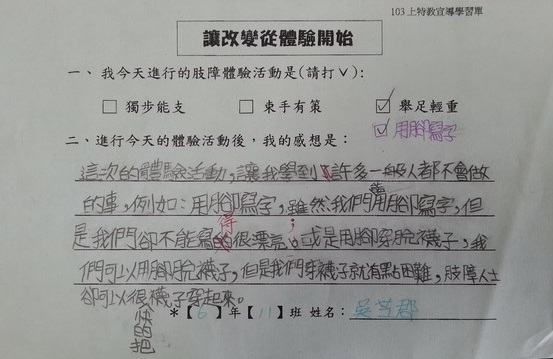 103上特教宣導學習單
讓改變從體驗開始
一、我今天進行的肢障體驗活動是(請打∨):
□ 獨步能支 □ 束手有策 ☑ 舉足輕重
☑ 用腳寫字
二、進行今天的體驗活動後,我的感想是:
這次的體驗活動,讓我學到許多一般人都不會做
的事,例如:用腳寫字,雖然我們會用腳寫字,但
是我們卻不能寫得很漂亮;或是用腳穿脫襪子,我
們可以用腳脫襪子,但是我們穿襪子就有點困難,肢障人士
卻可以很快的把襪子穿起來。
*【6】年【11】班 姓名:吳芊郡